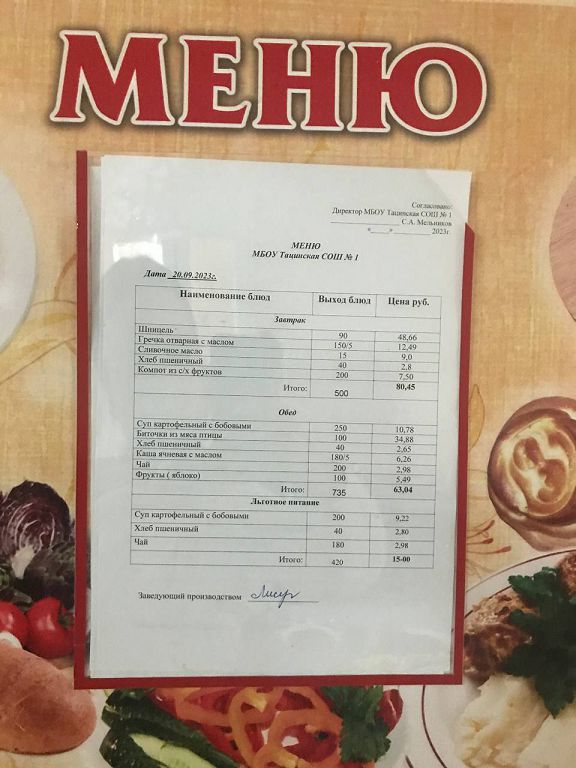 МЕНЮ
Согласовано:
Директор МБОУ Тацинская СОШ № 1
____________ С.А. Мельников
«____»__________ 2023г.
МЕНЮ
МБОУ Тацинская СОШ № 1
Дата 20.09.2023г.
Наименование блюд Выход блюд Цена руб.
Завтрак
Шницель 90 48,66
Гречка отварная с маслом 150/5 12,49
Сливочное масло 15 9,0
Хлеб пшеничный 40 2,8
Компот из с/х фруктов 200 7,50
Итого: 500 80,45
Обед
Суп картофельный с бобовыми 250 10,78
Биточки из мяса птицы 100 34,88
Хлеб пшеничный 40 2,65
Каша ячневая с маслом 180/5 6,26
Чай 200 2,98
Фрукты ( яблоко) 100 5,49
Итого: 735 63,04
Льготное питание
Суп картофельный с бобовыми 200 9,22
Хлеб пшеничный 40 2,80
Чай 180 2,98
Итого: 420 15-00
Заведующий производством